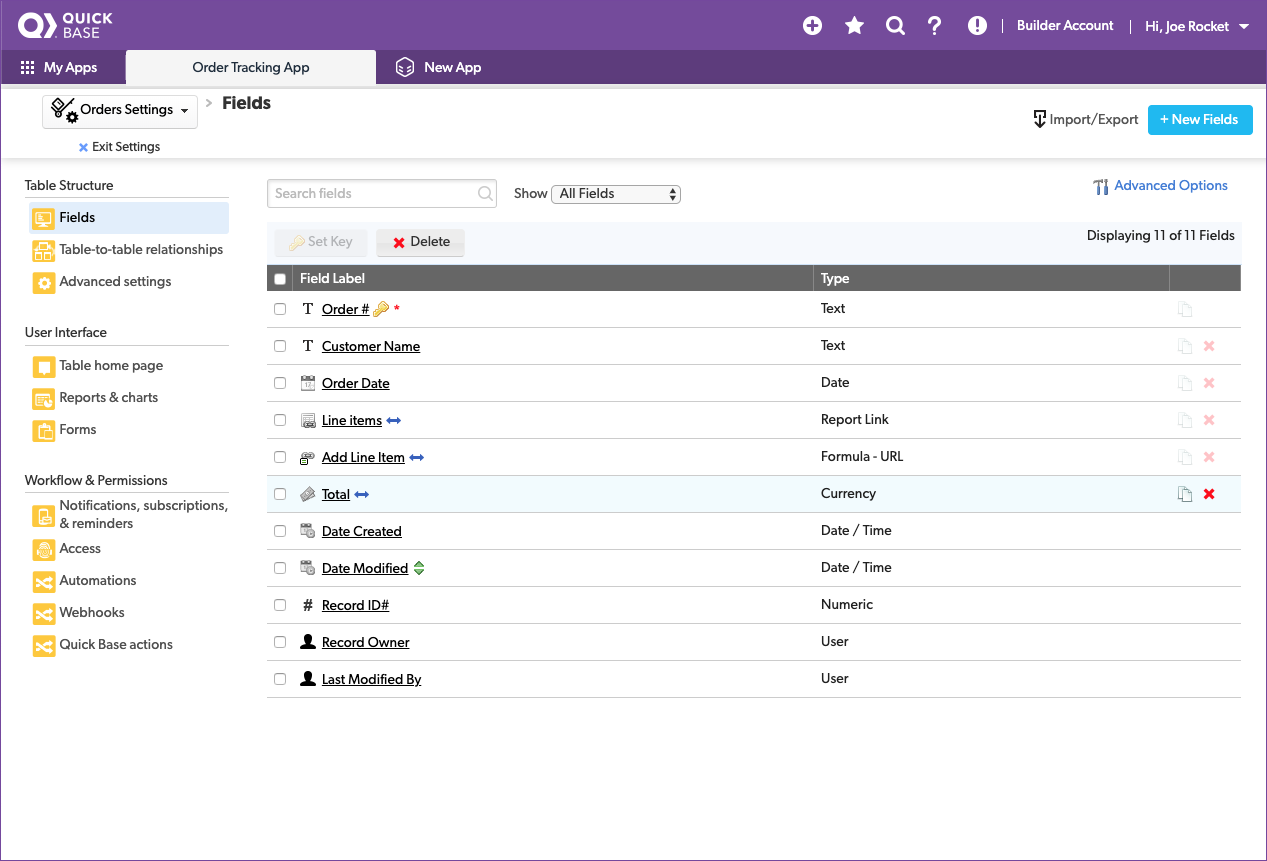 QUICK
BASE
Builder Account
Hi, Joe Rocket
My Apps
Order Tracking App
New App
Orders Settings
> Fields
Exit Settings
Import/Export
+ New Fields
Table Structure
Fields
Table-to-table relationships
Advanced settings
User Interface
Table home page
Reports & charts
Forms
Workflow & Permissions
Notifications, subscriptions,
& reminders
Access
Automations
Webhooks
Quick Base actions
Search fields
Show All Fields
Advanced Options
Set Key
Delete
Displaying 11 of 11 Fields
Field Label Type
T Order # * Text
T Customer Name Text
Order Date Date
Line items Report Link
Add Line Item Formula - URL
Total Currency
Date Created Date / Time
Date Modified Date / Time
# Record ID# Numeric
Record Owner User
Last Modified By User